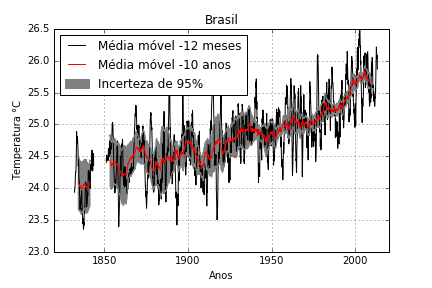 Brasil
26.5
26.0
25.5
25.0
24.5
24.0
23.5
23.0
Temperatura °C
Média móvel -12 meses
Média móvel -10 anos
Incerteza de 95%
1850
1900
1950
2000
Anos